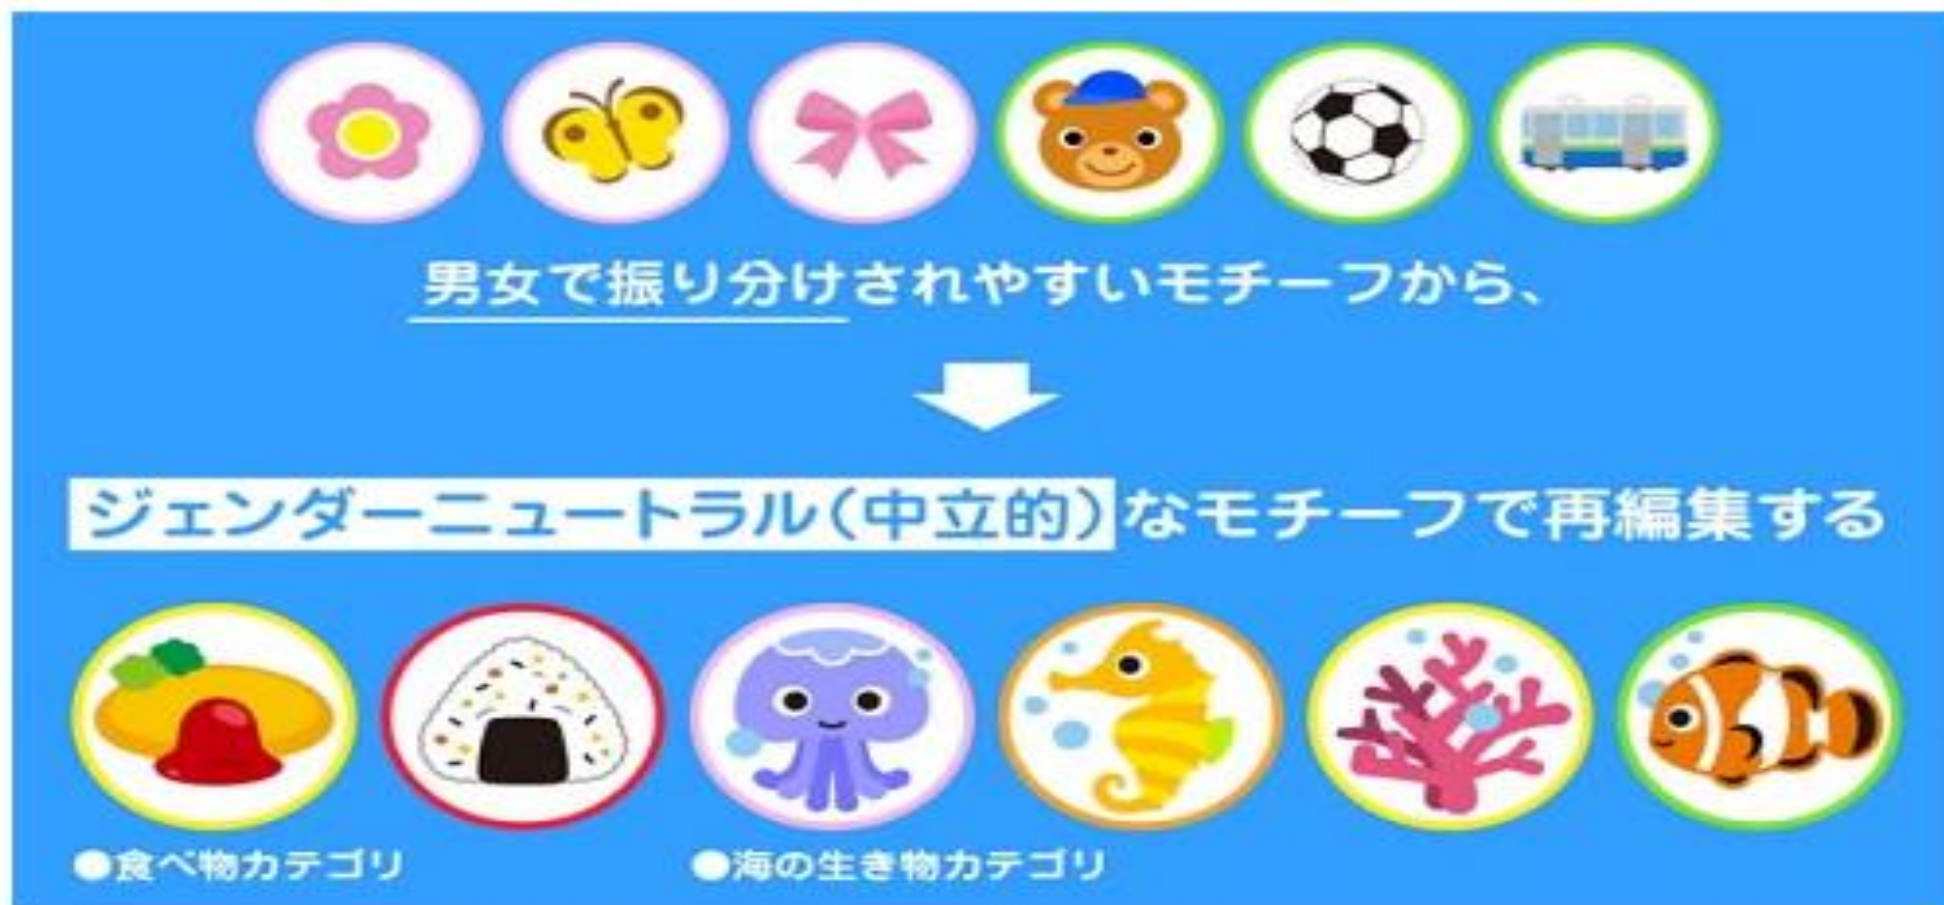 男女で振り分けされやすいモチーフから、
ジェンダーニュートラル(中立的)なモチーフで再編集する
●食べ物カテゴリ
●海の生き物カテゴリ